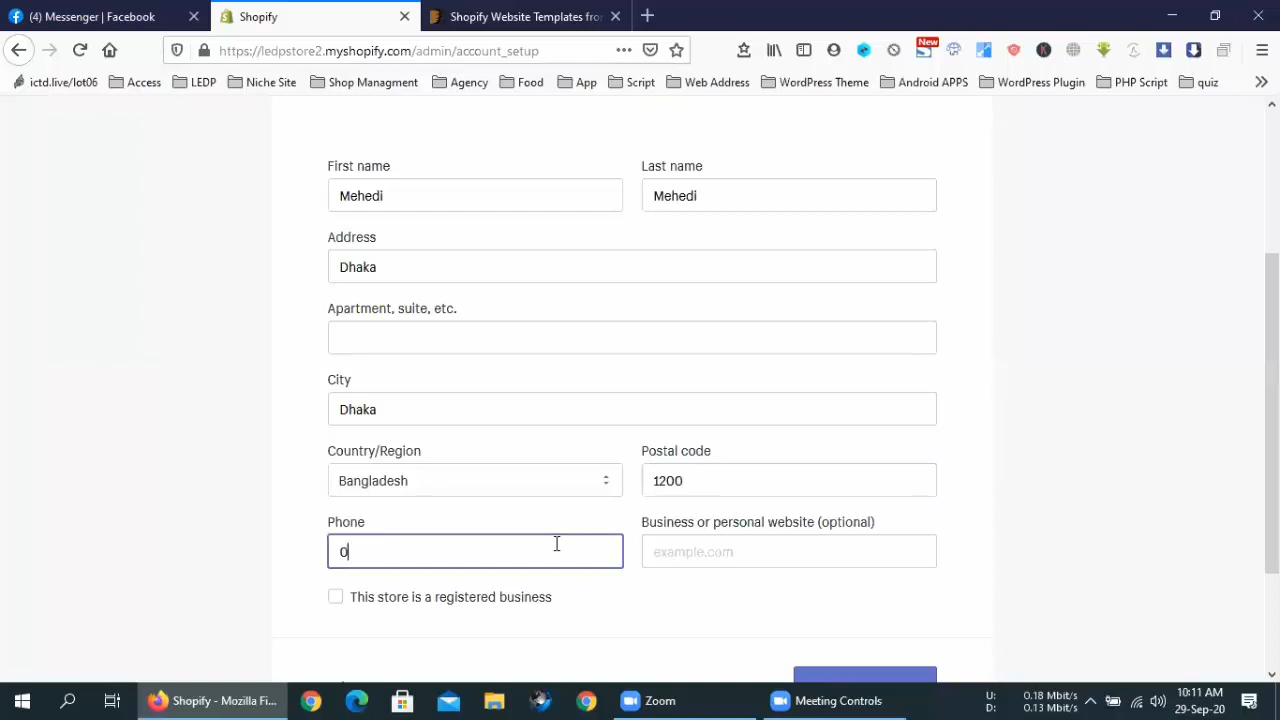 (4) Messenger | Facebook
Shopify
Shopify Website Templates fro
https://ledpstore2.myshopify.com/admin/account_setup
New
ictd.live/lot06
Access
LEDP
Niche Site
Shop Managment
Agency
Food
App
Script
Web Address
WordPress Theme
Android APPS
WordPress Plugin
PHP Script
quiz
First name
Last name
Mehedi
Mehedi
Address
Dhaka
Apartment, suite, etc.
City
Dhaka
Country/Region
Postal code
Bangladesh
1200
Phone
Business or personal website (optional)
0
example.com
This store is a registered business
Shopify - Mozilla Fi...
Zoom
Meeting Controls
U: 0.18 Mbit/s
D: 0.13 Mbit/s
10:11 AM
29-Sep-20